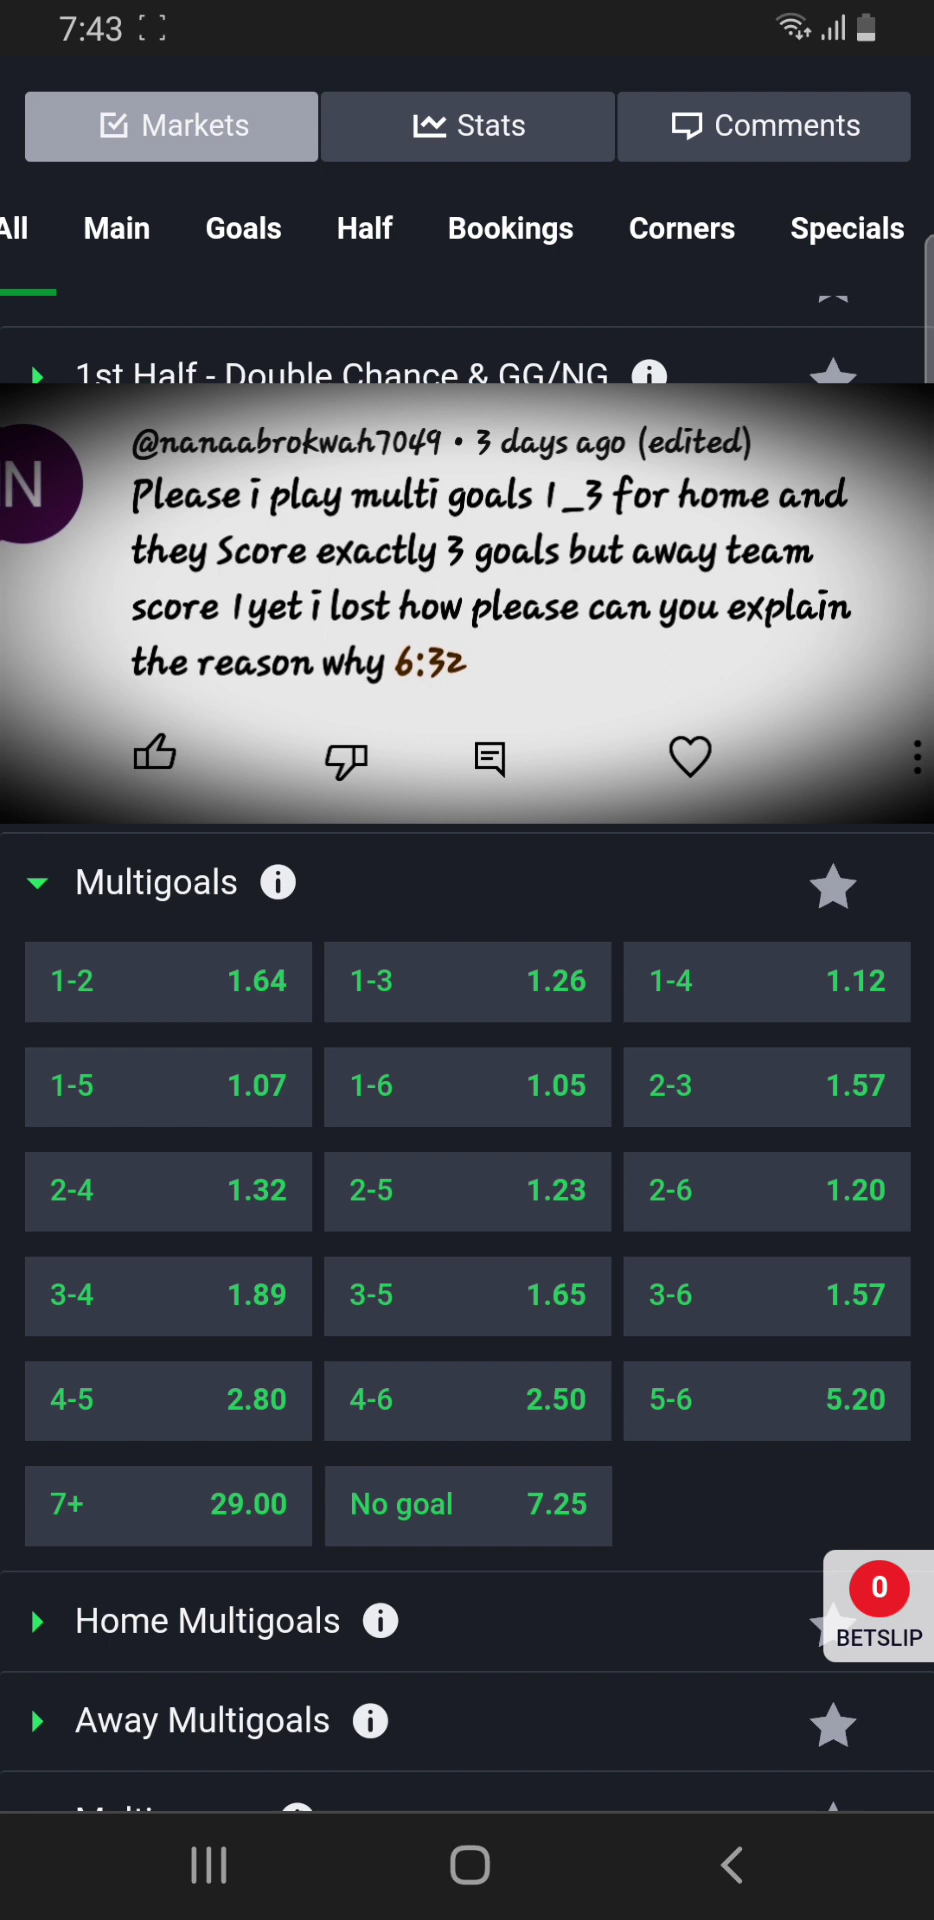 7:43
Markets Stats Comments
All Main Goals Half Bookings Corners Specials
1st Half - Double Chance & GG/NG
N
@nanaabrokwah7049 • 3 days ago (edited)
Please i play multi goals 1_3 for home and
they Score exactly 3 goals but away team
score 1 yet i lost how please can you explain
the reason why 6:32
Multigoals
1-2 1.64 1-3 1.26 1-4 1.12
1-5 1.07 1-6 1.05 2-3 1.57
2-4 1.32 2-5 1.23 2-6 1.20
3-4 1.89 3-5 1.65 3-6 1.57
4-5 2.80 4-6 2.50 5-6 5.20
7+ 29.00 No goal 7.25
0
Home Multigoals
BETSLIP
Away Multigoals